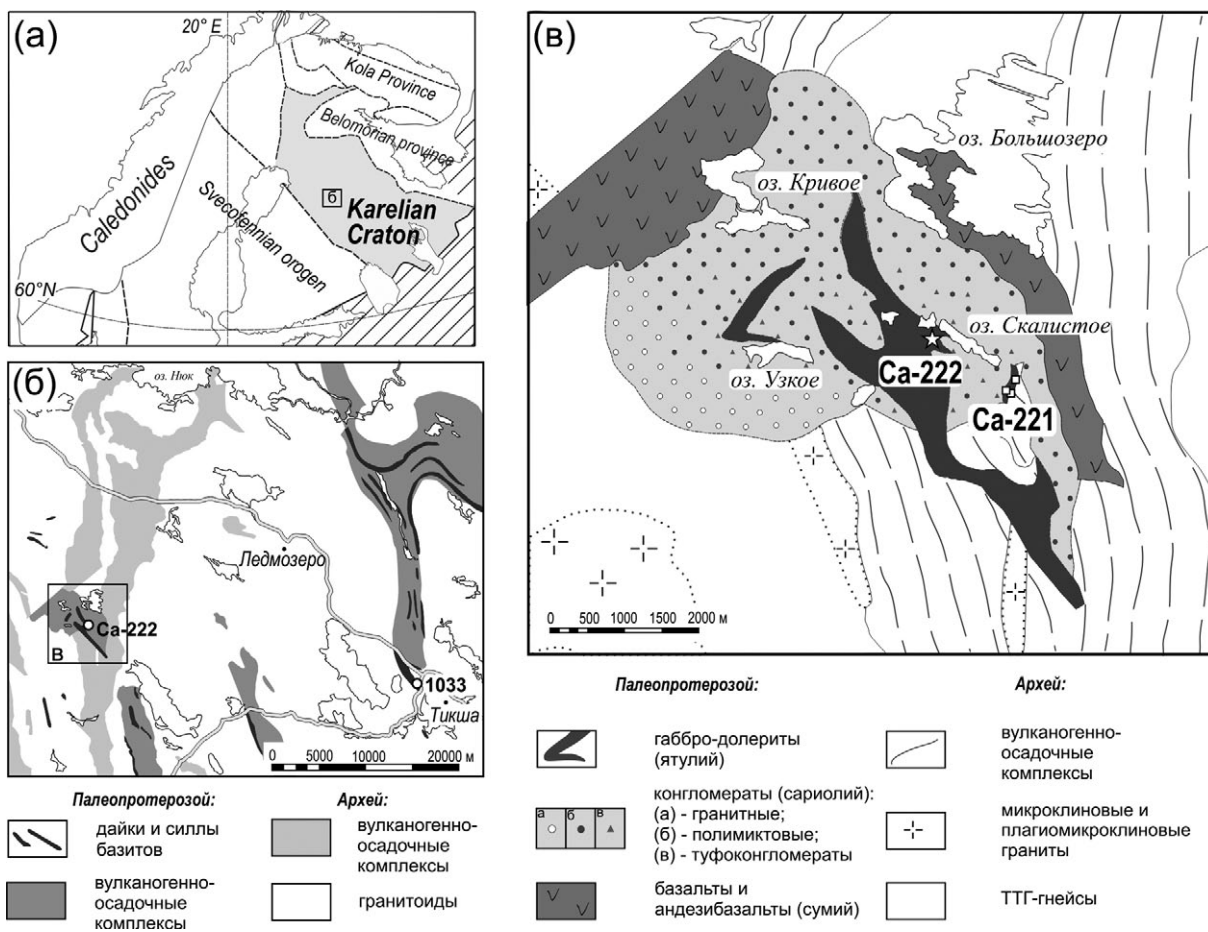 (а)
20° E
Kola Province
Belomorian province
Caledonides
Svecofennian orogen
б
Karelian
Craton
60°N
(б)
оз. Нюк
Ледмозеро
Са-222
в
1033
Тикша
0 5000 10000 20000 м
Палеопротерозой:
дайки и силлы
базитов
вулканогенно-
осадочные
комплексы
Архей:
вулканогенно-
осадочные
комплексы
гранитоиды
(в)
оз. Большозеро
оз. Кривое
оз. Скалистое
оз. Узкое
Са-222
Са-221
0 500 1000 1500 2000 м
Палеопротерозой:
габбро-долериты
(ятулий)
а б в
конгломераты (сариолий):
(а) - гранитные;
(б) - полимиктовые;
(в) - туфоконгломераты
базальты и
андезибазальты (сумий)
Архей:
вулканогенно-
осадочные
комплексы
микроклиновые и
плагиомикроклиновые
граниты
ТТГ-гнейсы